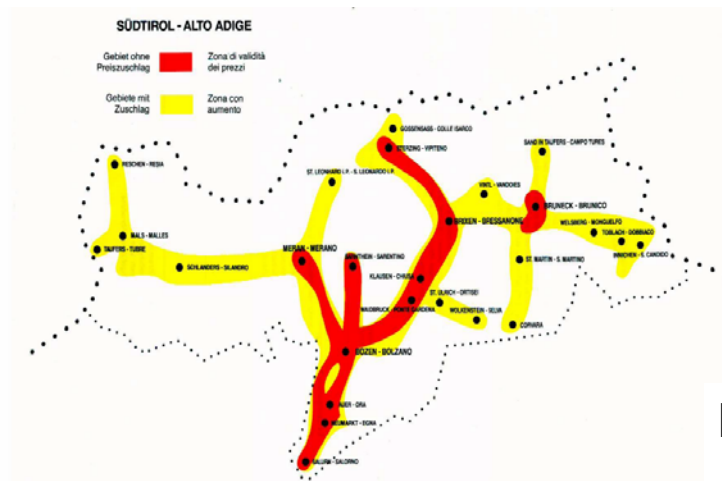 SÜDTIROL - ALTO ADIGE
Gebiet ohne
Preiszuschlag
Zona di validità
dei prezzi
Gebiete mit
Zuschlag
Zona con
aumento
GOSSENSASS - COLLE ISARCO
STERZING - VIPITENO
SAND IN TAUFERS - CAMPO TURES
RESCHEN - RESIA
ST. LEONHARD I.P. - S. LEONARDO I.P.
VINTL - VANDOIES
BRUNECK - BRUNICO
BRIXEN - BRESSANONE
WELSBERG - MONGUELFO
TOBLACH - DOBBIACO
INNICHEN - S. CANDIDO
MALS - MALLES
TAUFERS - TUBRE
MERAN - MERANO
SARNTHEIN - SARENTINO
ST. MARTIN - S. MARTINO
SCHLANDERS - SILANDRO
KLAUSEN - CHIUSA
ST. ULRICH - ORTISEI
WAIDBRUCK - PONTE GARDENA
WOLKENSTEIN - SELVA
CORVARA
BOZEN - BOLZANO
AUER - ORA
NEUMARKT - EGNA
SALURN - SALORNO